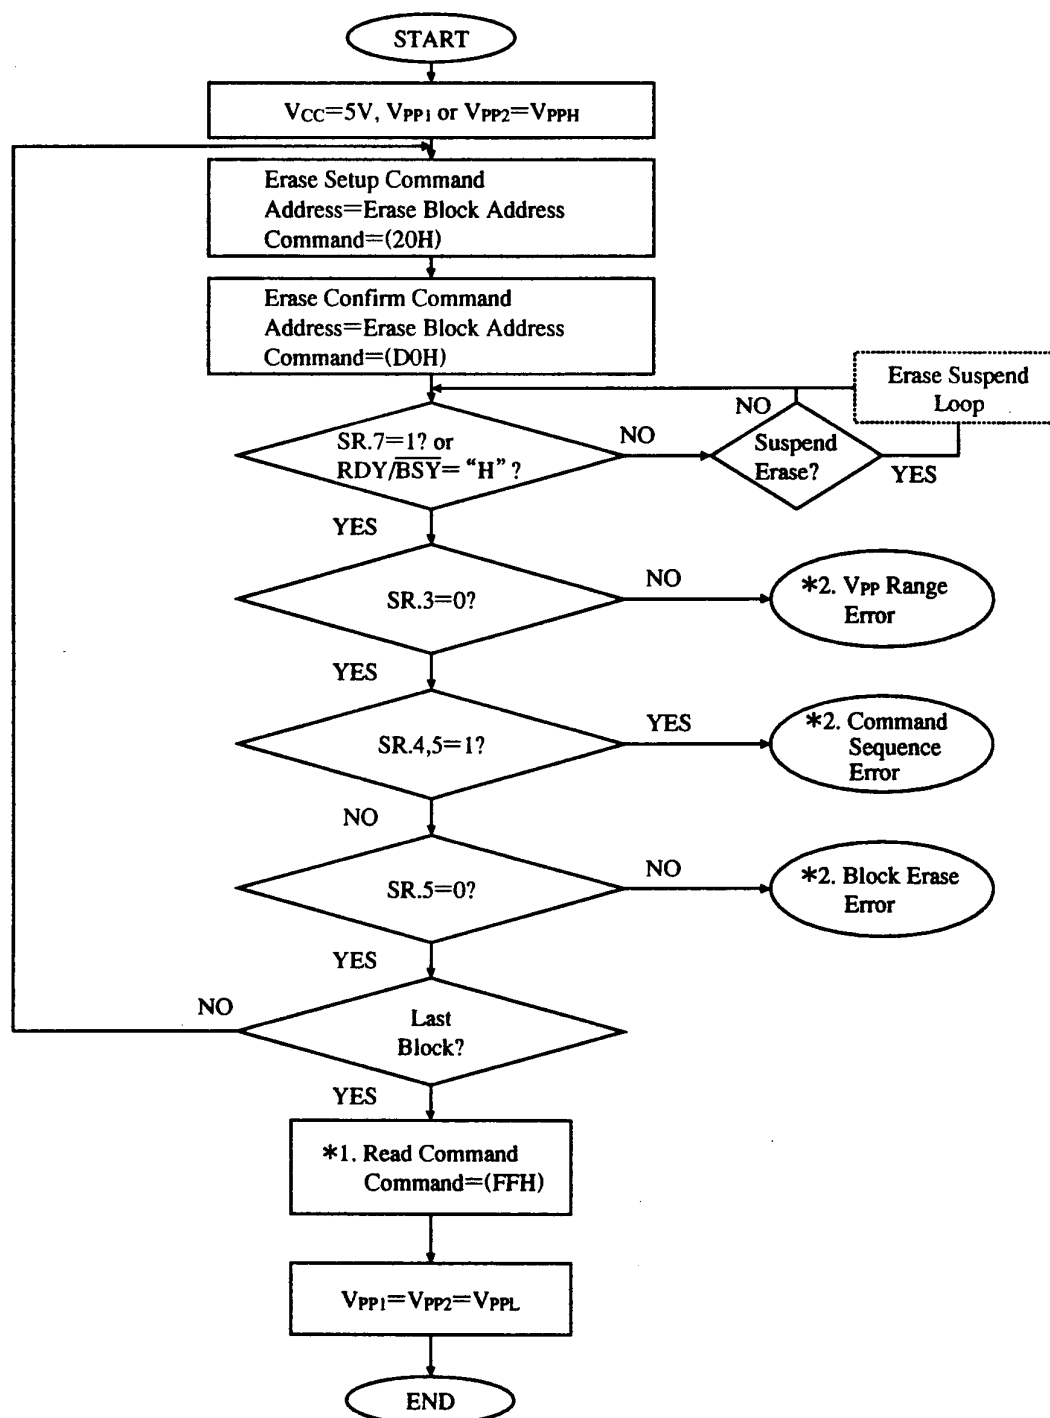 START
VCC=5V, VPP1 or VPP2=VPPH
Erase Setup Command
Address=Erase Block Address
Command=(20H)
Erase Confirm Command
Address=Erase Block Address
Command=(D0H)
Erase Suspend
Loop
NO
SR.7=1? or
RDY/B̅S̅Y̅= “H” ?
NO
Suspend
Erase?
YES
YES
SR.3=0?
NO
*2. VPP Range
Error
YES
SR.4,5=1?
YES
*2. Command
Sequence
Error
NO
SR.5=0?
NO
*2. Block Erase
Error
YES
NO
Last
Block?
YES
*1. Read Command
Command=(FFH)
VPP1=VPP2=VPPL
END